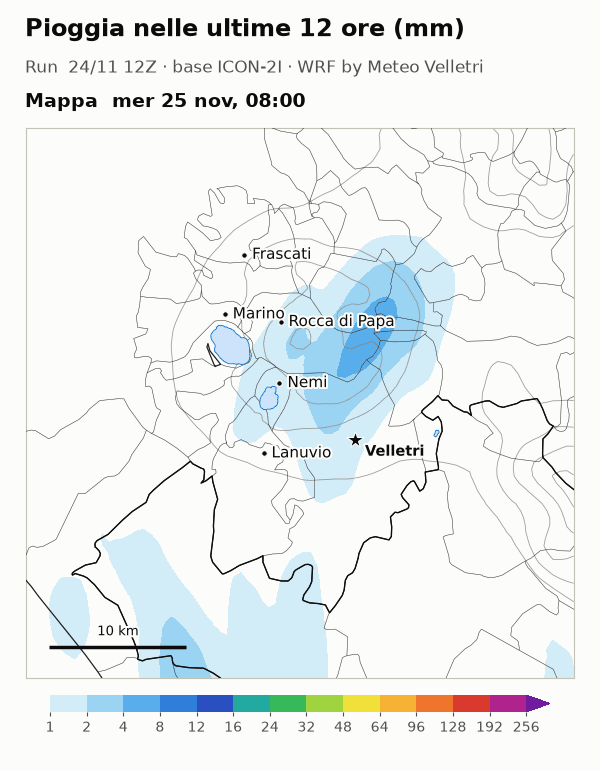 Pioggia nelle ultime 12 ore (mm)
Run  24/11 12Z · base ICON-2I · WRF by Meteo Velletri
Mappa  mer 25 nov, 08:00
Frascati
Marino
Rocca di Papa
Nemi
Velletri
Lanuvio
10 km
1 2 4 8 12 16 24 32 48 64 96 128 192 256